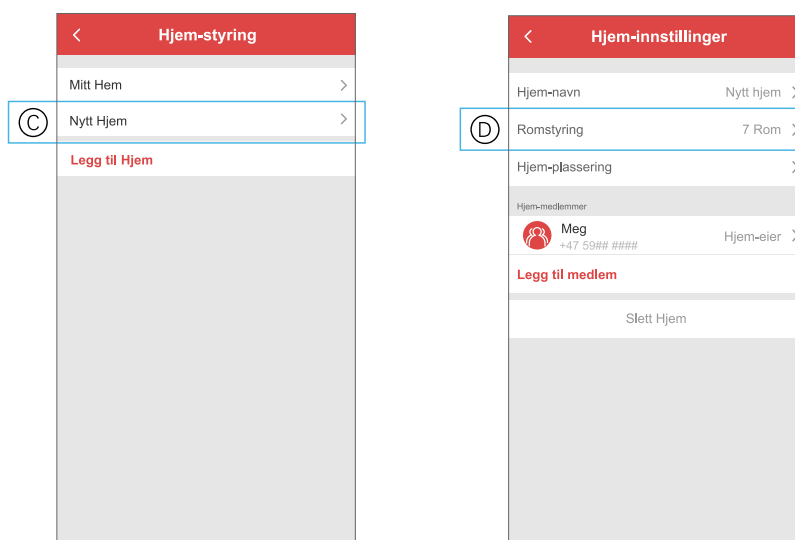 Hjem-styring
Mitt Hem
C
Nytt Hjem
Legg til Hjem
Hjem-innstillinger
Hjem-navn Nytt hjem
D
Romstyring 7 Rom
Hjem-plassering
Hjem-medlemmer
Meg
+47 59## ####
Hjem-eier
Legg til medlem
Slett Hjem